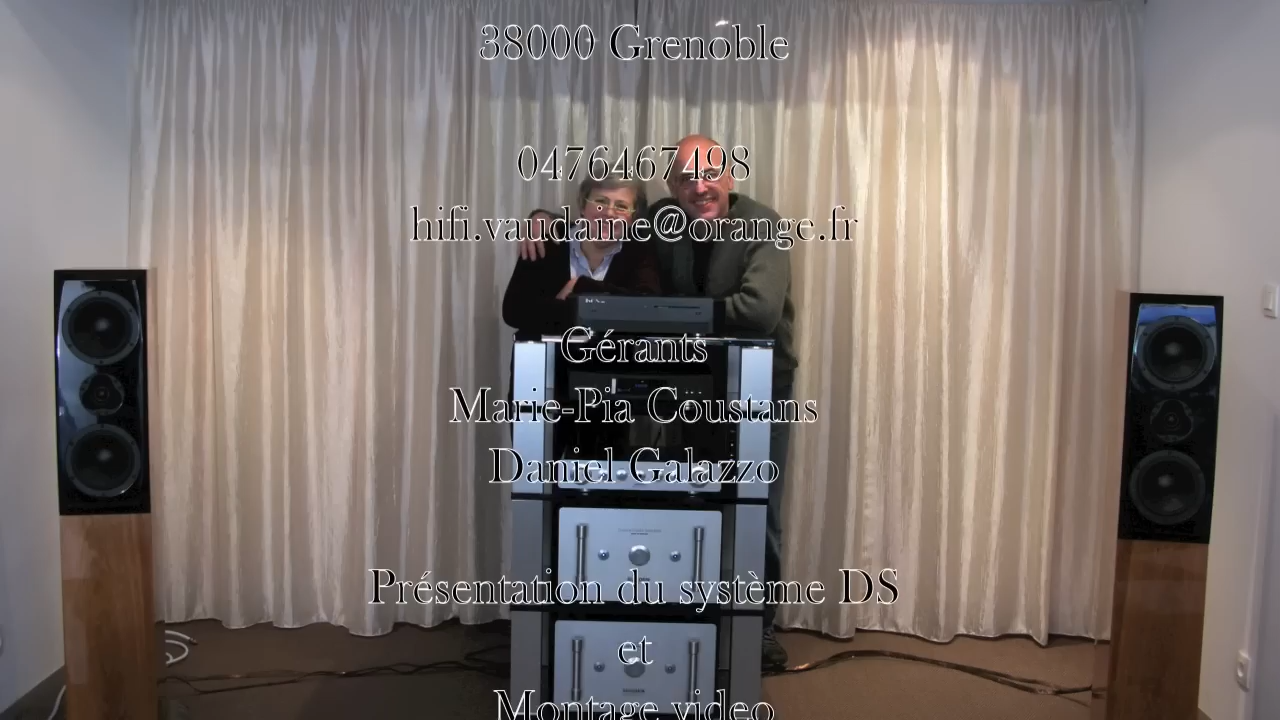 38000 Grenoble
0476467498
hifi.vaudaine@orange.fr
Gérants
Marie-Pia Coustans
Daniel Galazzo
Présentation du système DS
et
Montage video